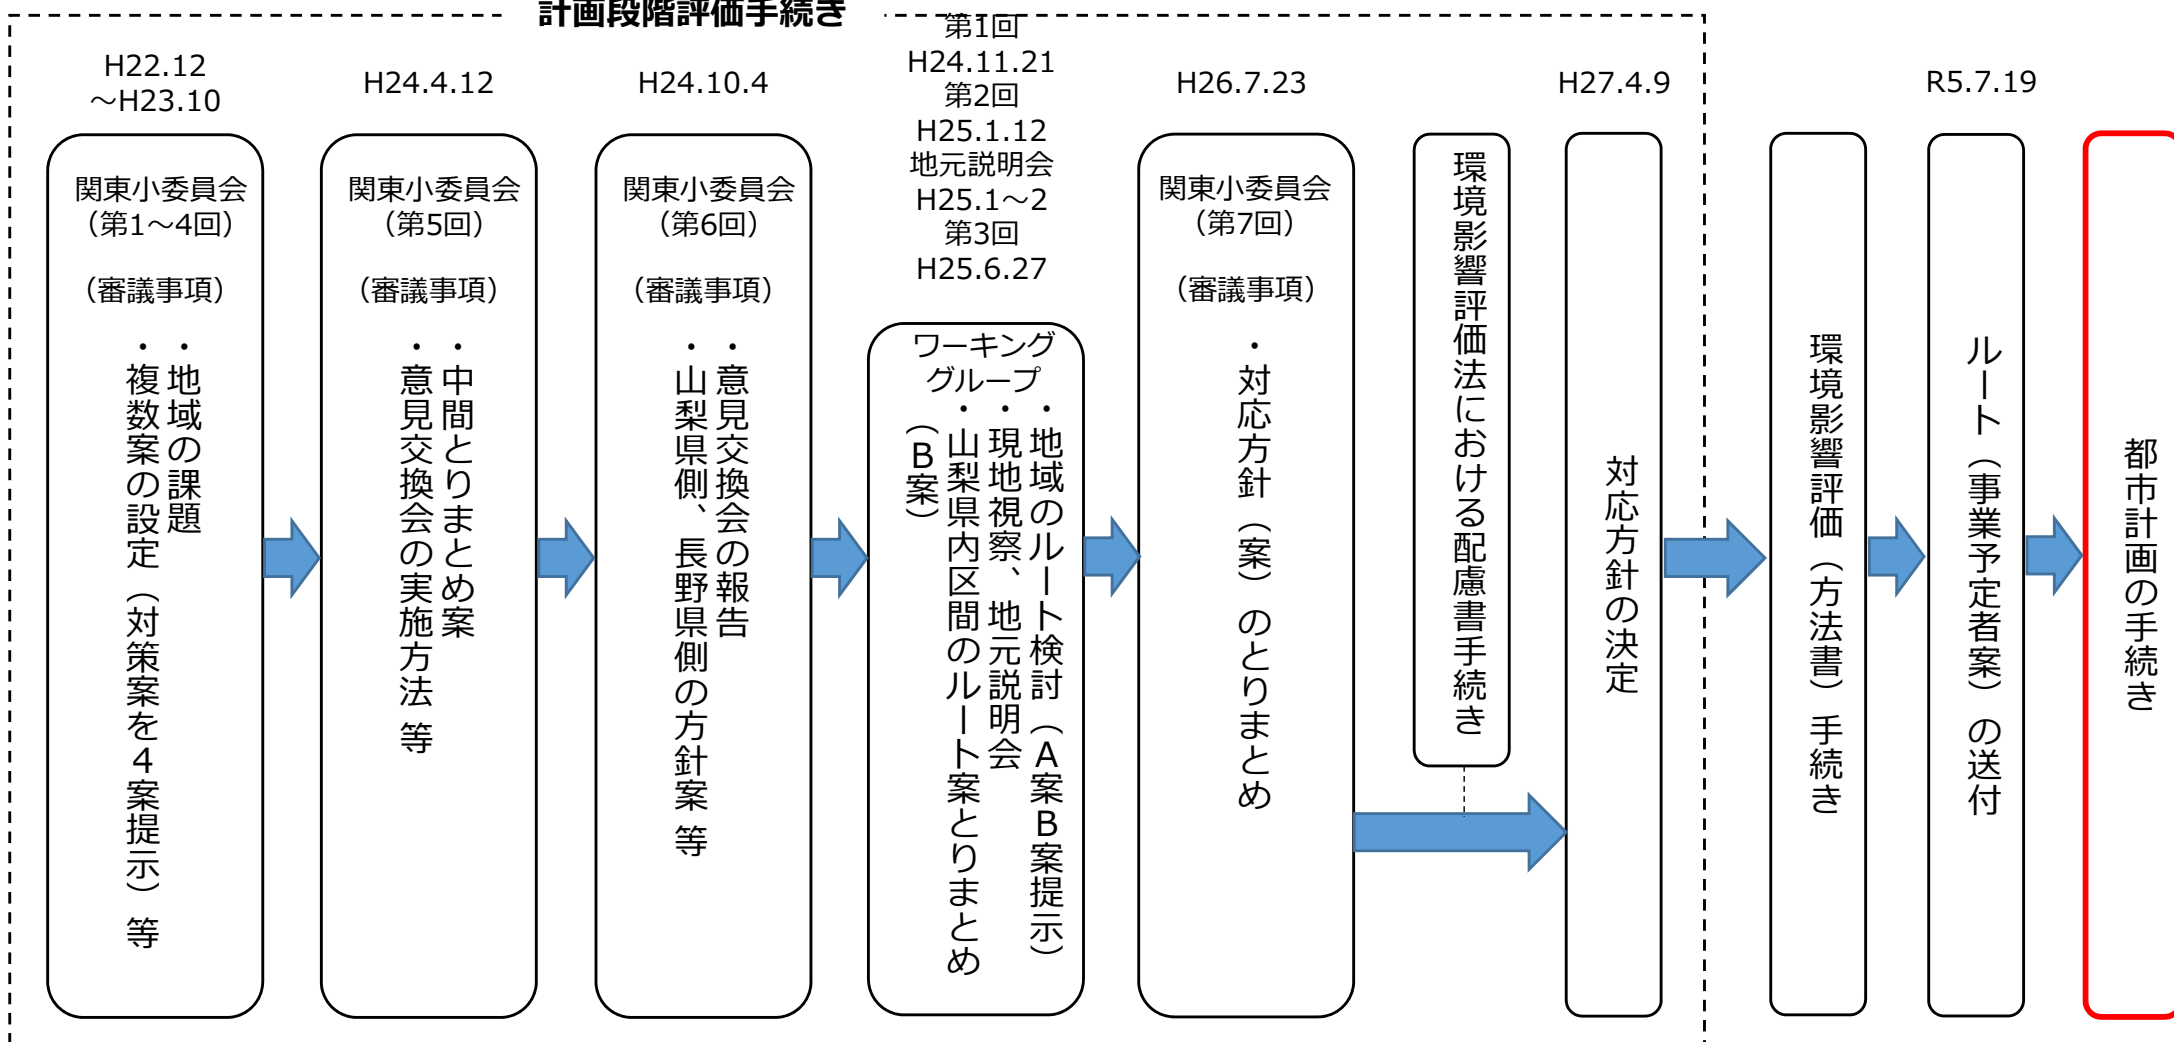 計画段階評価手続き
H22.12
～H23.10
関東小委員会
（第1～4回）
（審議事項）
・地域の課題
・複数案の設定（対策案を４案提示）等
H24.4.12
関東小委員会
（第5回）
（審議事項）
・中間とりまとめ案
・意見交換会の実施方法 等
H24.10.4
関東小委員会
（第6回）
（審議事項）
・意見交換会の報告
・山梨県側、長野県側の方針案 等
第1回
H24.11.21
第2回
H25.1.12
地元説明会
H25.1～2
第3回
H25.6.27
ワーキング
グループ
・地域のルート検討（Ａ案Ｂ案提示）
・現地視察、地元説明会
・山梨県内区間のルート案とりまとめ
（Ｂ案）
H26.7.23
関東小委員会
（第7回）
（審議事項）
・対応方針（案）のとりまとめ
環境影響評価法における配慮書手続き
H27.4.9
対応方針の決定
環境影響評価（方法書）手続き
R5.7.19
ルート（事業予定者案）の送付
都市計画の手続き